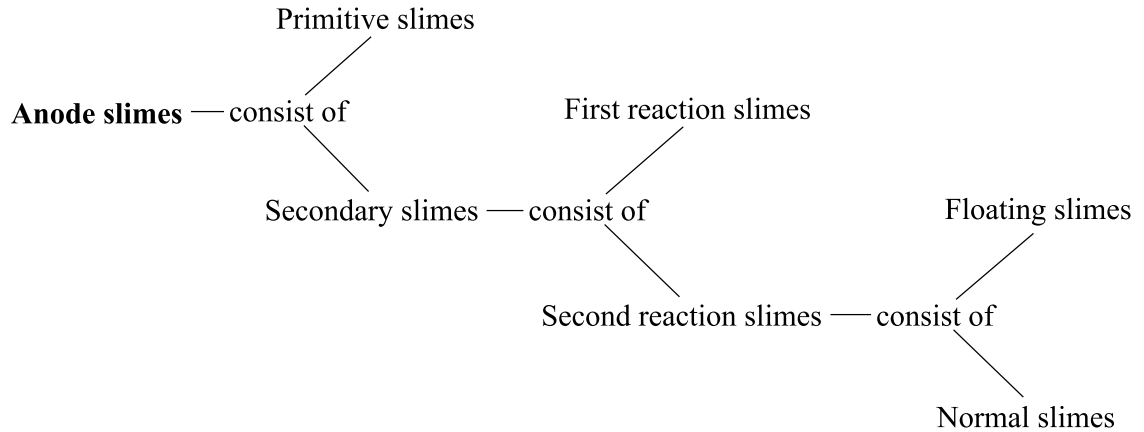 Primitive slimes
Anode slimes consist of
First reaction slimes
Secondary slimes consist of
Floating slimes
Second reaction slimes consist of
Normal slimes